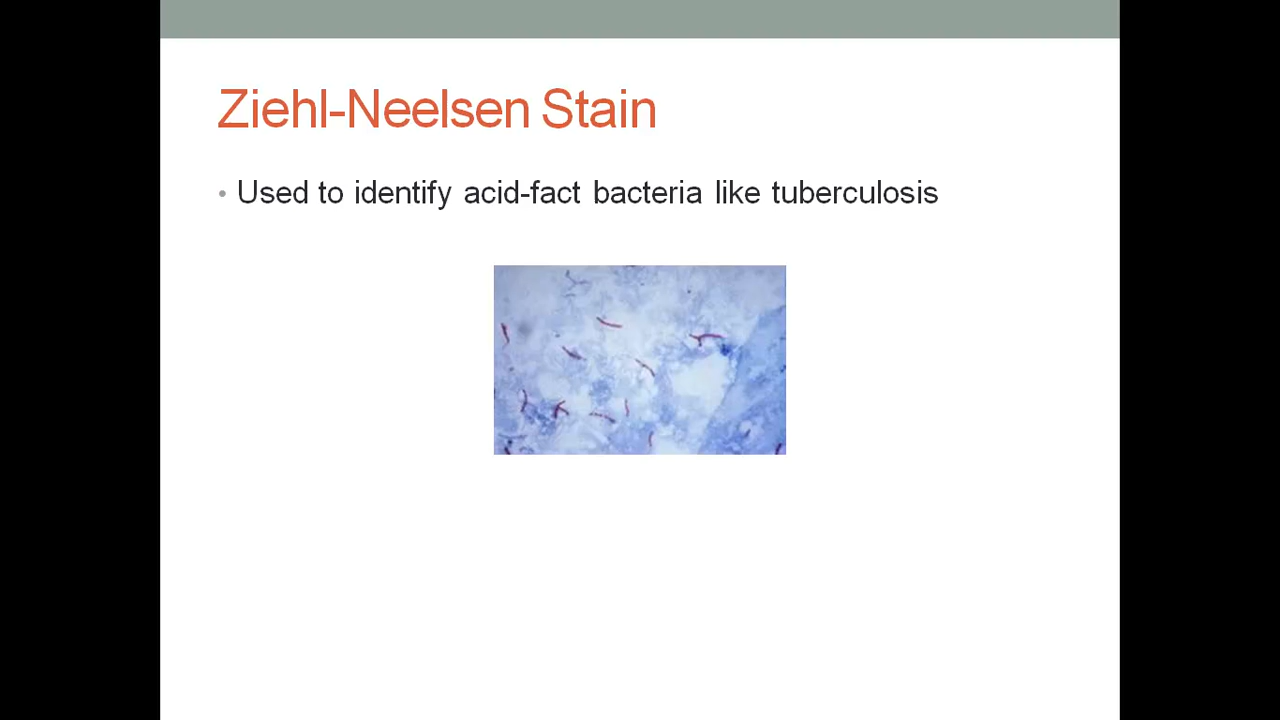 Ziehl-Neelsen Stain
• Used to identify acid-fact bacteria like tuberculosis